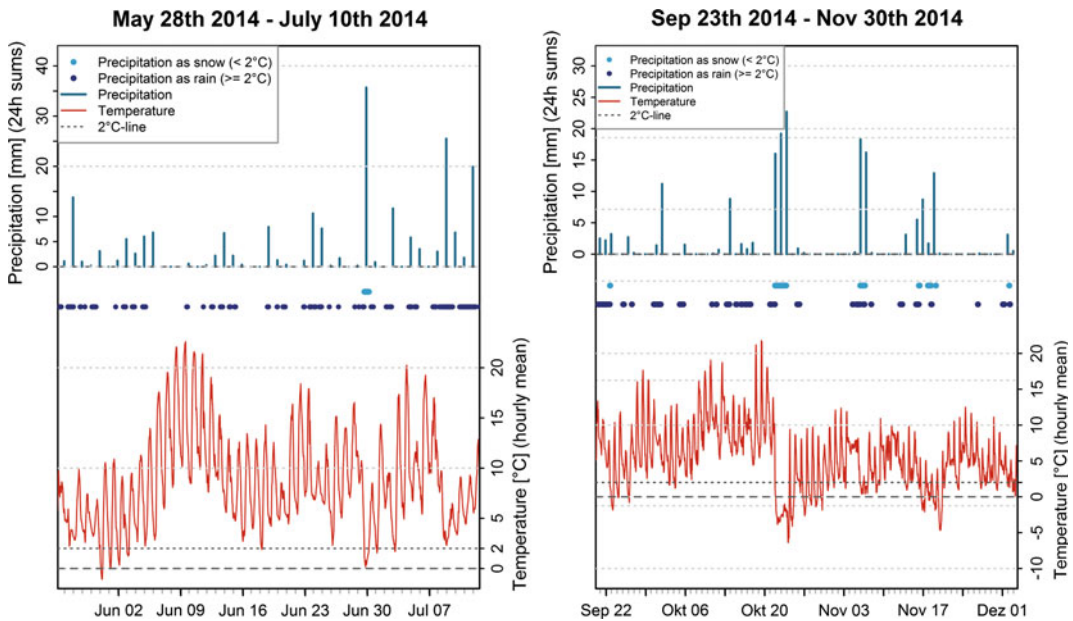 May 28th 2014 - July 10th 2014
Precipitation [mm] (24h sums)
40
30
20
10
5
0
Precipitation as snow (< 2°C)
Precipitation as rain (>= 2°C)
Precipitation
Temperature
2°C-line
20
15
10
5
2
0
Temperature [°C] (hourly mean)
Jun 02
Jun 09
Jun 16
Jun 23
Jun 30
Jul 07
Sep 23th 2014 - Nov 30th 2014
Precipitation [mm] (24h sums)
30
20
15
10
5
0
Precipitation as snow (< 2°C)
Precipitation as rain (>= 2°C)
Precipitation
Temperature
2°C-line
20
15
10
5
2
0
-5
-10
Temperature [°C] (hourly mean)
Sep 22
Okt 06
Okt 20
Nov 03
Nov 17
Dez 01